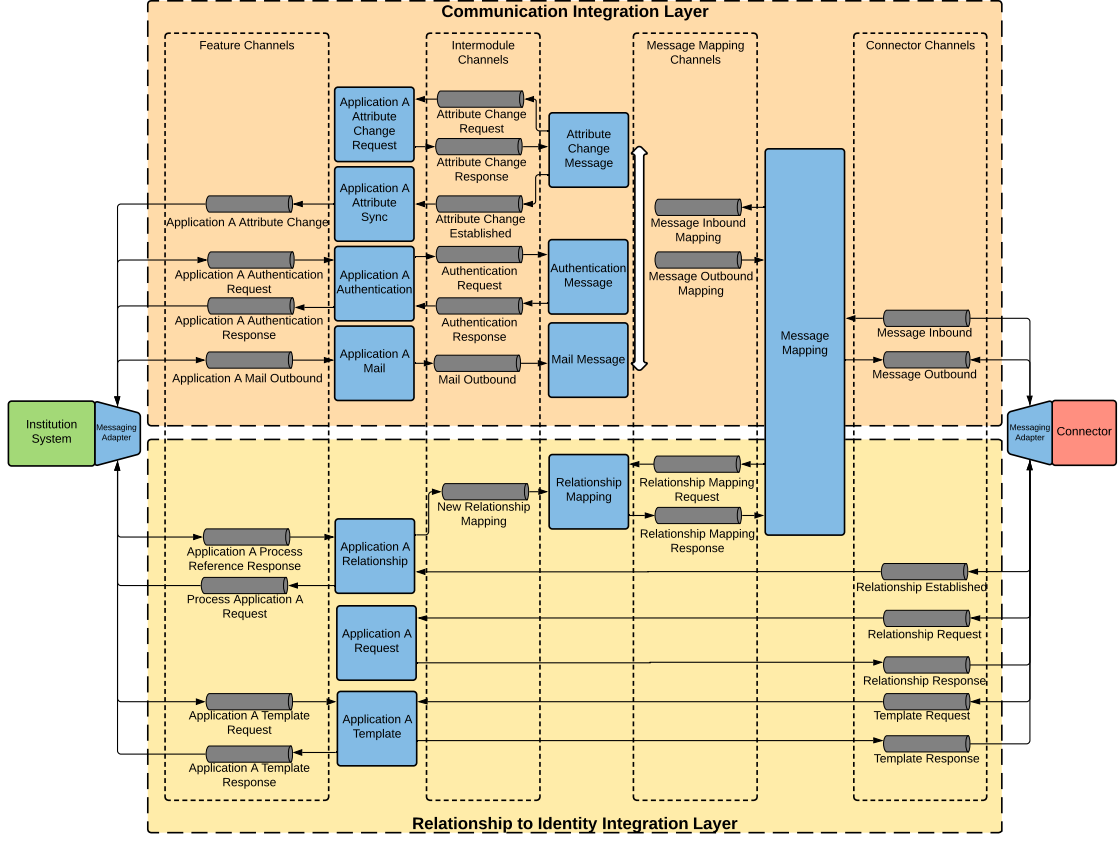 Communication Integration Layer
Feature Channels
Intermodule
Channels
Message Mapping
Channels
Connector Channels
Application A
Attribute
Change
Request
Attribute Change
Request
Attribute Change
Response
Attribute
Change
Message
Application A
Attribute
Sync
Application A Attribute Change
Attribute Change
Established
Message Inbound
Mapping
Message Outbound
Mapping
Application A Authentication
Request
Application A Authentication
Response
Application A
Authentication
Authentication
Request
Authentication
Response
Authentication
Message
Message
Mapping
Message Inbound
Message Outbound
Application A Mail Outbound
Application A
Mail
Mail Outbound
Mail Message
Institution
System
Messaging
Adapter
Messaging
Adapter
Connector
Relationship
Mapping
Relationship Mapping
Request
Relationship Mapping
Response
New Relationship
Mapping
Application A Process
Reference Response
Process Application A
Request
Application A
Relationship
Relationship Established
Application A
Request
Relationship Request
Relationship Response
Application A Template
Request
Application A Template
Response
Application A
Template
Template Request
Template Response
Relationship to Identity Integration Layer